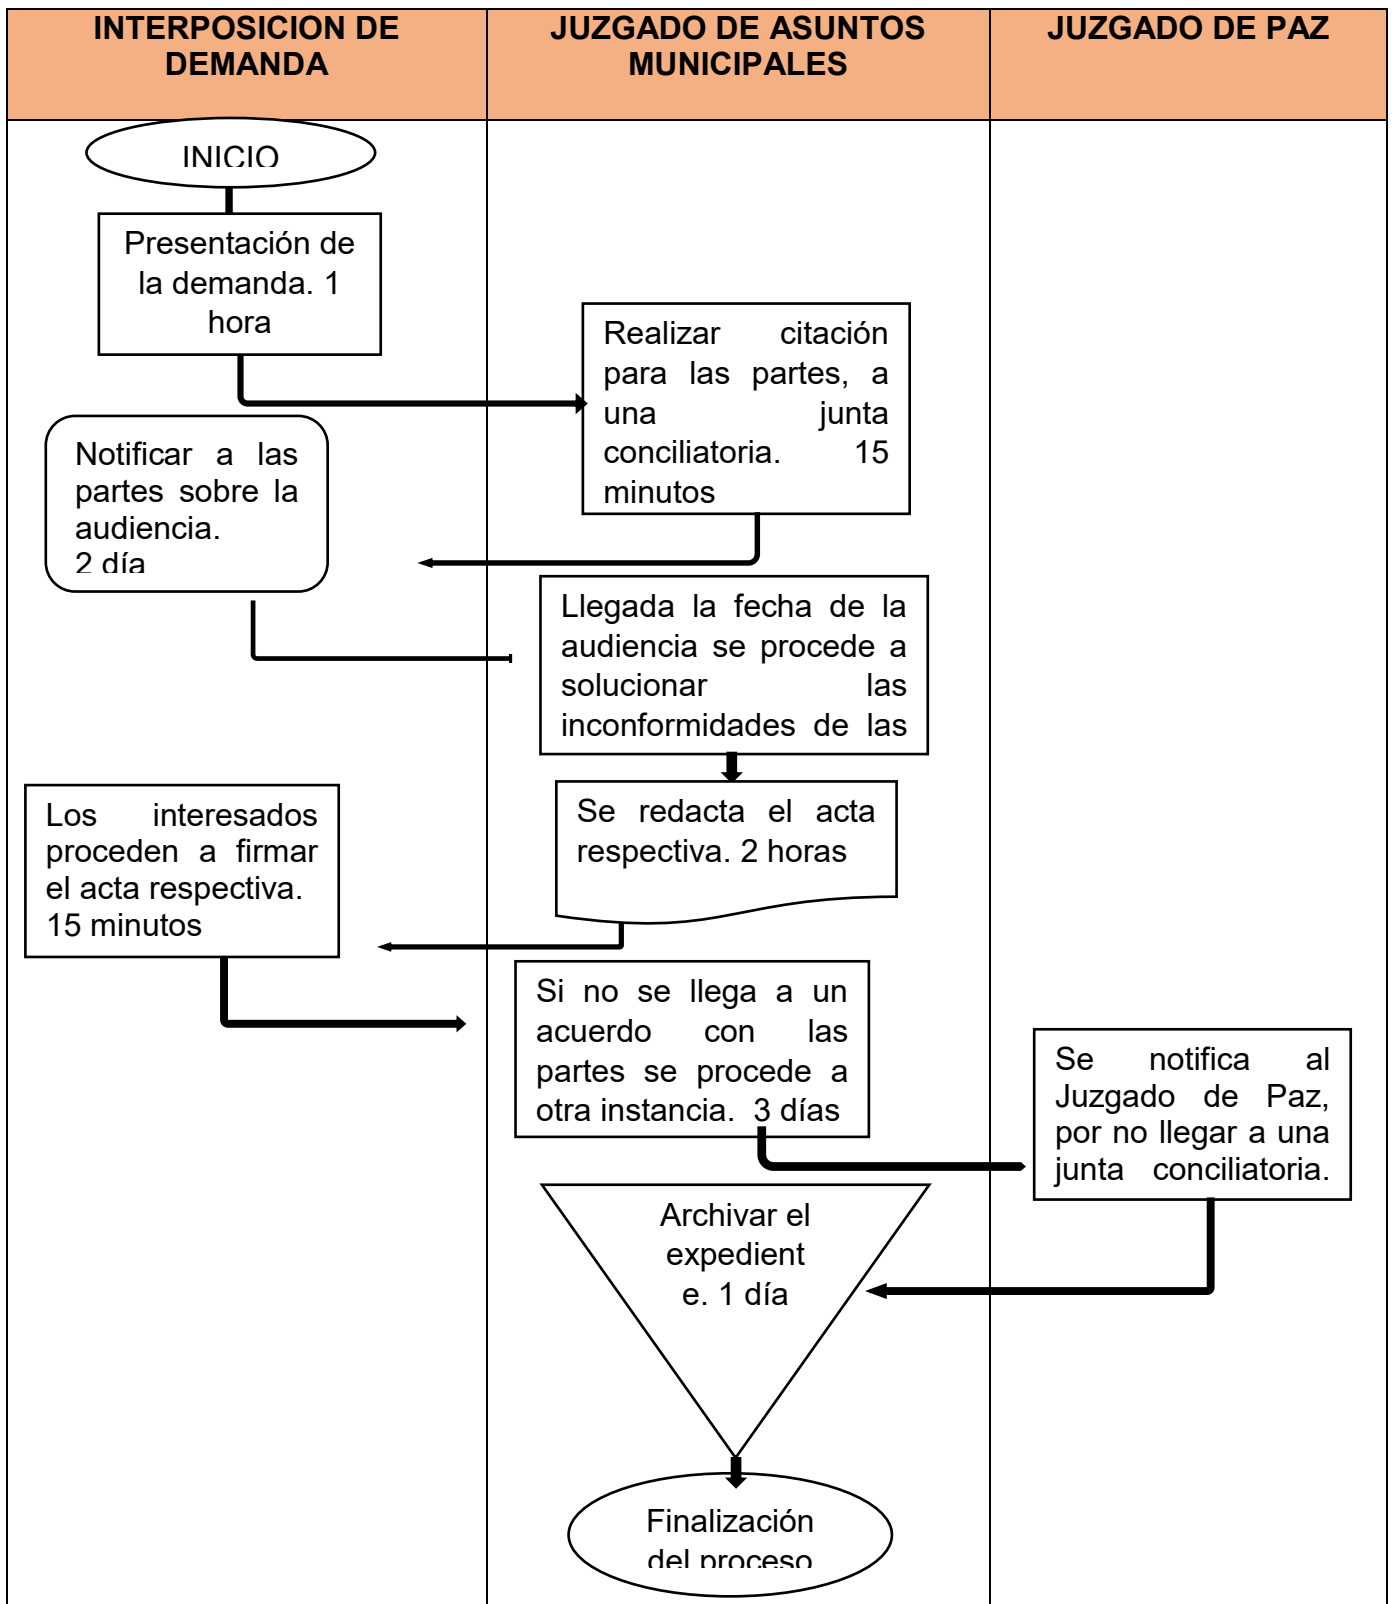 INTERPOSICION DE
DEMANDA
JUZGADO DE ASUNTOS
MUNICIPALES
JUZGADO DE PAZ
INICIO
Presentación de
la demanda. 1
hora
Realizar citación
para las partes, a
una junta
conciliatoria. 15
minutos
Notificar a las
partes sobre la
audiencia.
2 día
Llegada la fecha de la
audiencia se procede a
solucionar las
inconformidades de las
Se redacta el acta
respectiva. 2 horas
Los interesados
proceden a firmar
el acta respectiva.
15 minutos
Si no se llega a un
acuerdo con las
partes se procede a
otra instancia. 3 días
Se notifica al
Juzgado de Paz,
por no llegar a una
junta conciliatoria.
Archivar el
expedient
e. 1 día
Finalización
del proceso